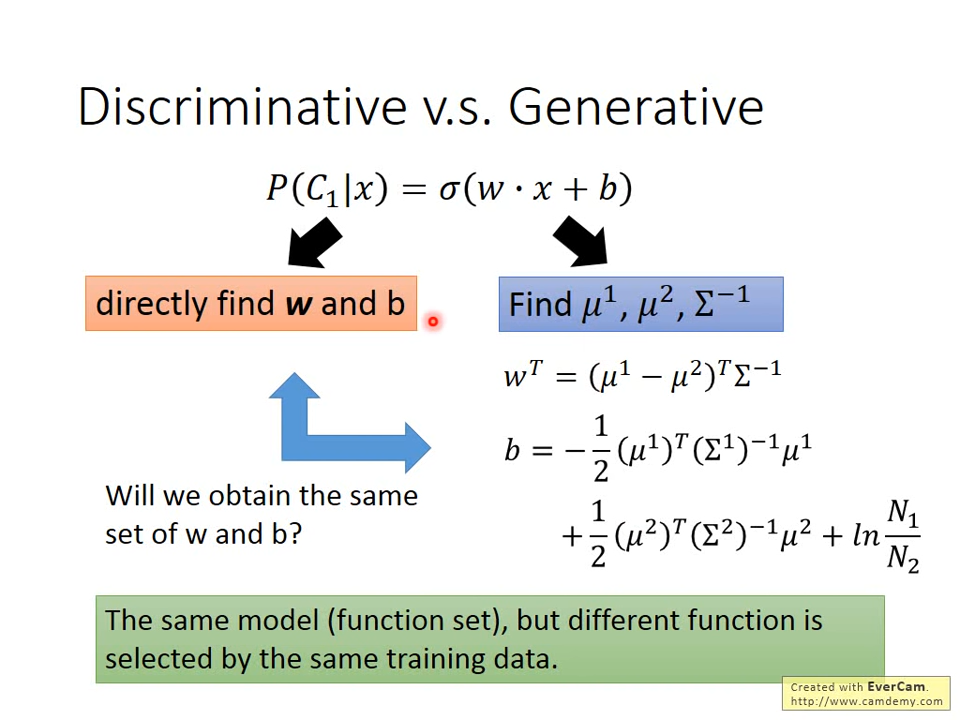 Discriminative v.s. Generative
P(C₁|x) = σ(w · x + b)
directly find w and b
Find μ¹, μ², Σ⁻¹
wᵀ = (μ¹ − μ²)ᵀΣ⁻¹
b = −1/2 (μ¹)ᵀ(Σ¹)⁻¹μ¹
+1/2 (μ²)ᵀ(Σ²)⁻¹μ² + ln N₁/N₂
Will we obtain the same
set of w and b?
The same model (function set), but different function is
selected by the same training data.
Created with EverCam.
http://www.camdemy.com